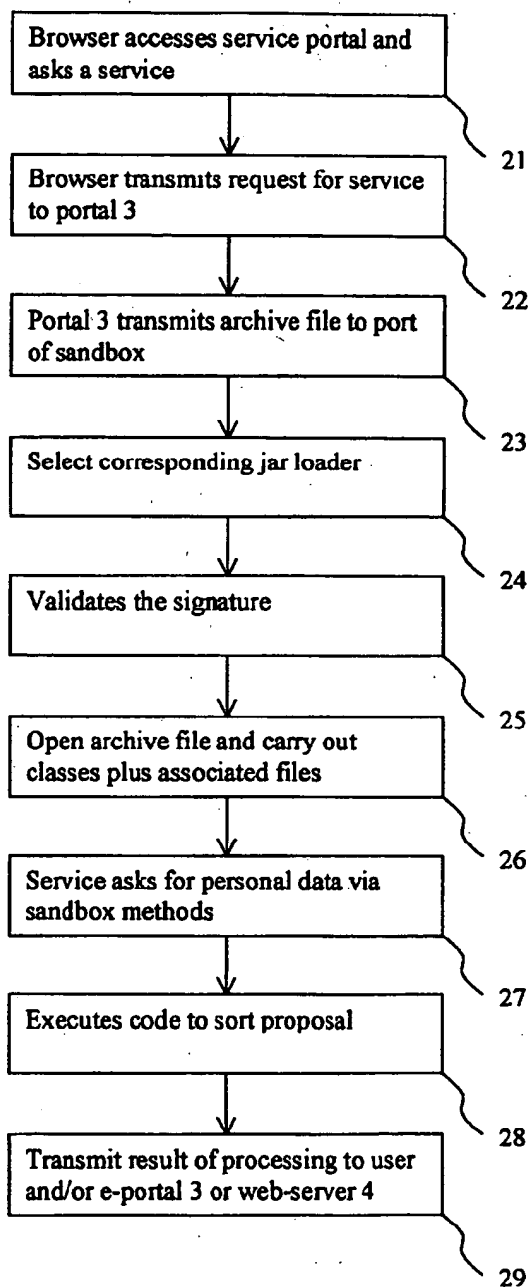 Browser accesses service portal and
asks a service
21
Browser transmits request for service
to portal 3
22
Portal 3 transmits archive file to port
of sandbox
23
Select corresponding jar loader
24
Validates the signature
25
Open archive file and carry out
classes plus associated files
26
Service asks for personal data via
sandbox methods
27
Executes code to sort proposal
28
Transmit result of processing to user
and/or e-portal 3 or web-server 4
29